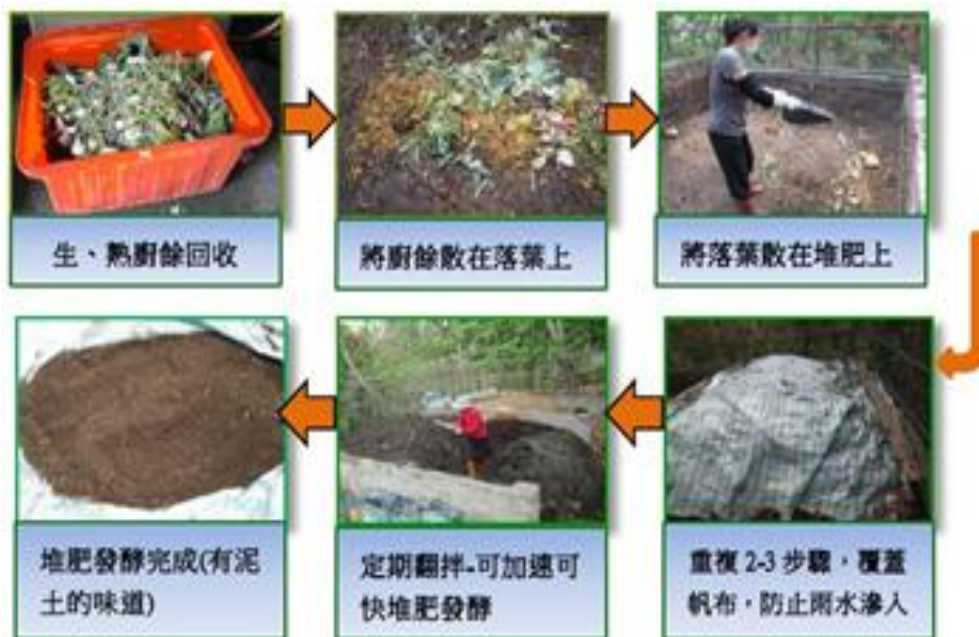 生、熟廚餘回收
將廚餘散在落葉上
將落葉散在堆肥上
重複 2-3 步驟，覆蓋
帆布，防止雨水滲入
定期翻拌-可加速可
快堆肥發酵
堆肥發酵完成(有泥
土的味道)